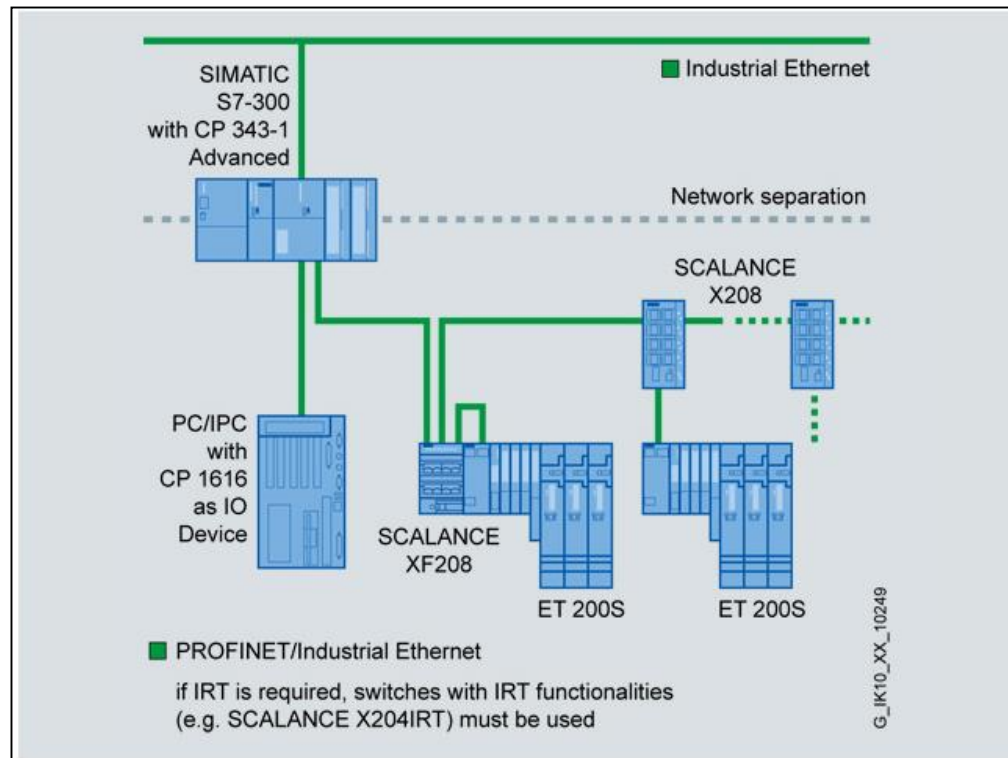 Industrial Ethernet
SIMATIC
S7-300
with CP 343-1
Advanced
Network separation
SCALANCE
X208
PC/IPC
with
CP 1616
as IO
Device
SCALANCE
XF208
ET 200S
ET 200S
PROFINET/Industrial Ethernet
if IRT is required, switches with IRT functionalities
(e.g. SCALANCE X204IRT) must be used
G_IK10_XX_10249